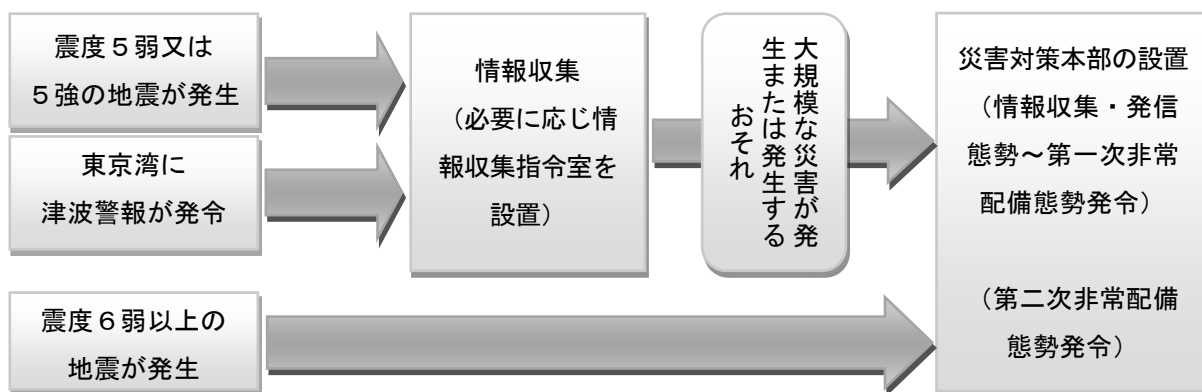 震度５弱又は
５強の地震が発生
東京湾に
津波警報が発令
震度６弱以上の
地震が発生
情報収集
（必要に応じ情
報収集指令室を
設置）
大規模な災害が発
生または発生する
おそれ
災害対策本部の設置
（情報収集・発信
態勢～第一次非常
配備態勢発令）
（第二次非常配備
態勢発令）